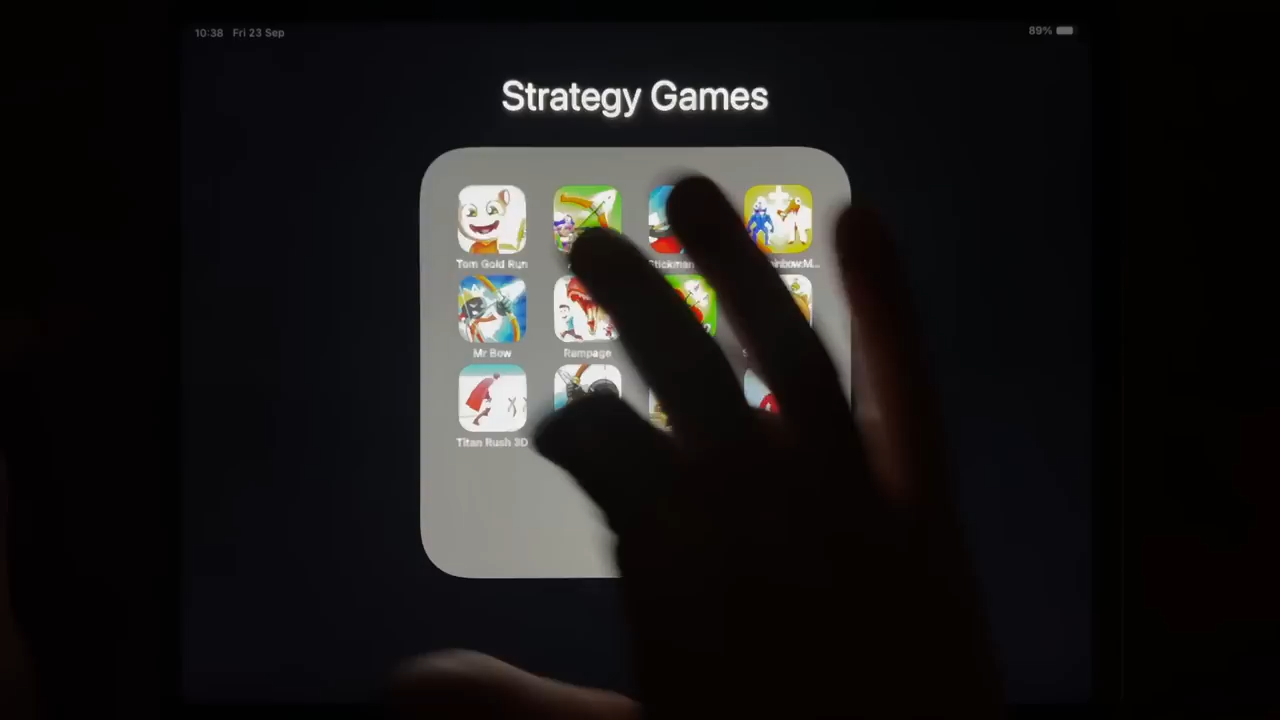 10:38 Fri 23 Sep
89%
Strategy Games
Tom Gold Run
Stickman
Mr Bow
Rampage
Titan Rush 3D